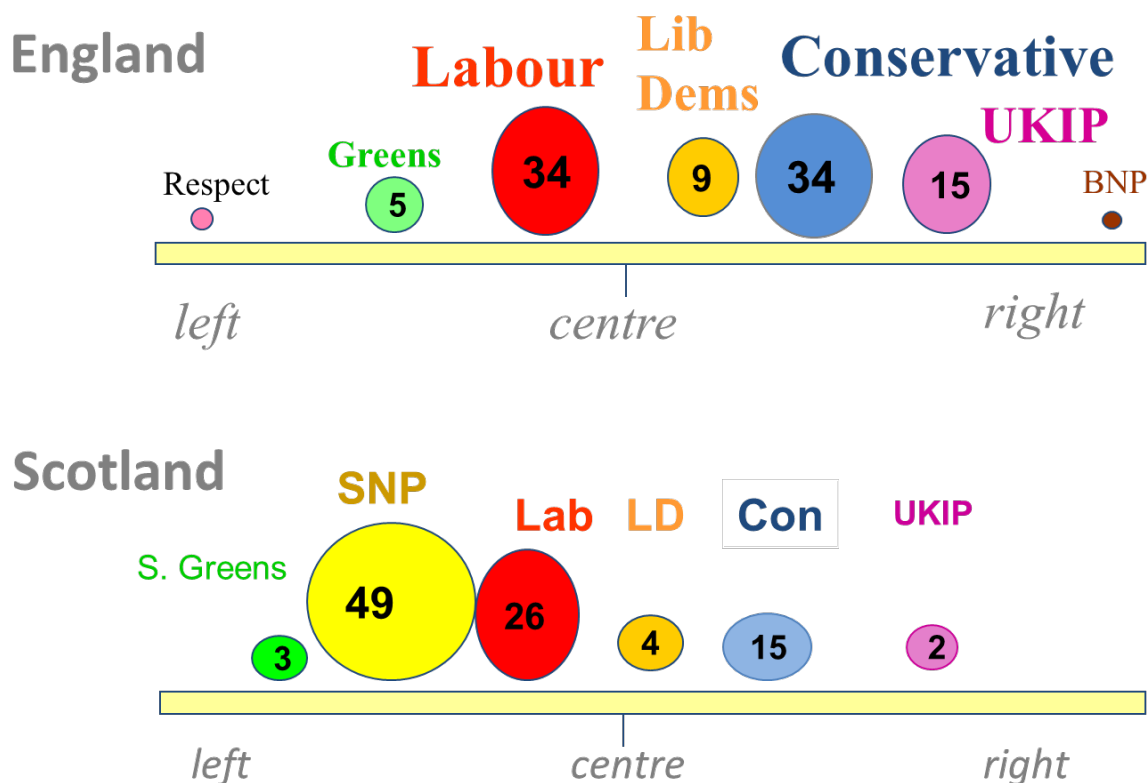 England
Respect
Greens
5
Labour
34
Lib
Dems
9
Conservative
34
UKIP
15
BNP
left
centre
right
Scotland
S. Greens
3
SNP
49
Lab
26
LD
4
Con
15
UKIP
2
left
centre
right